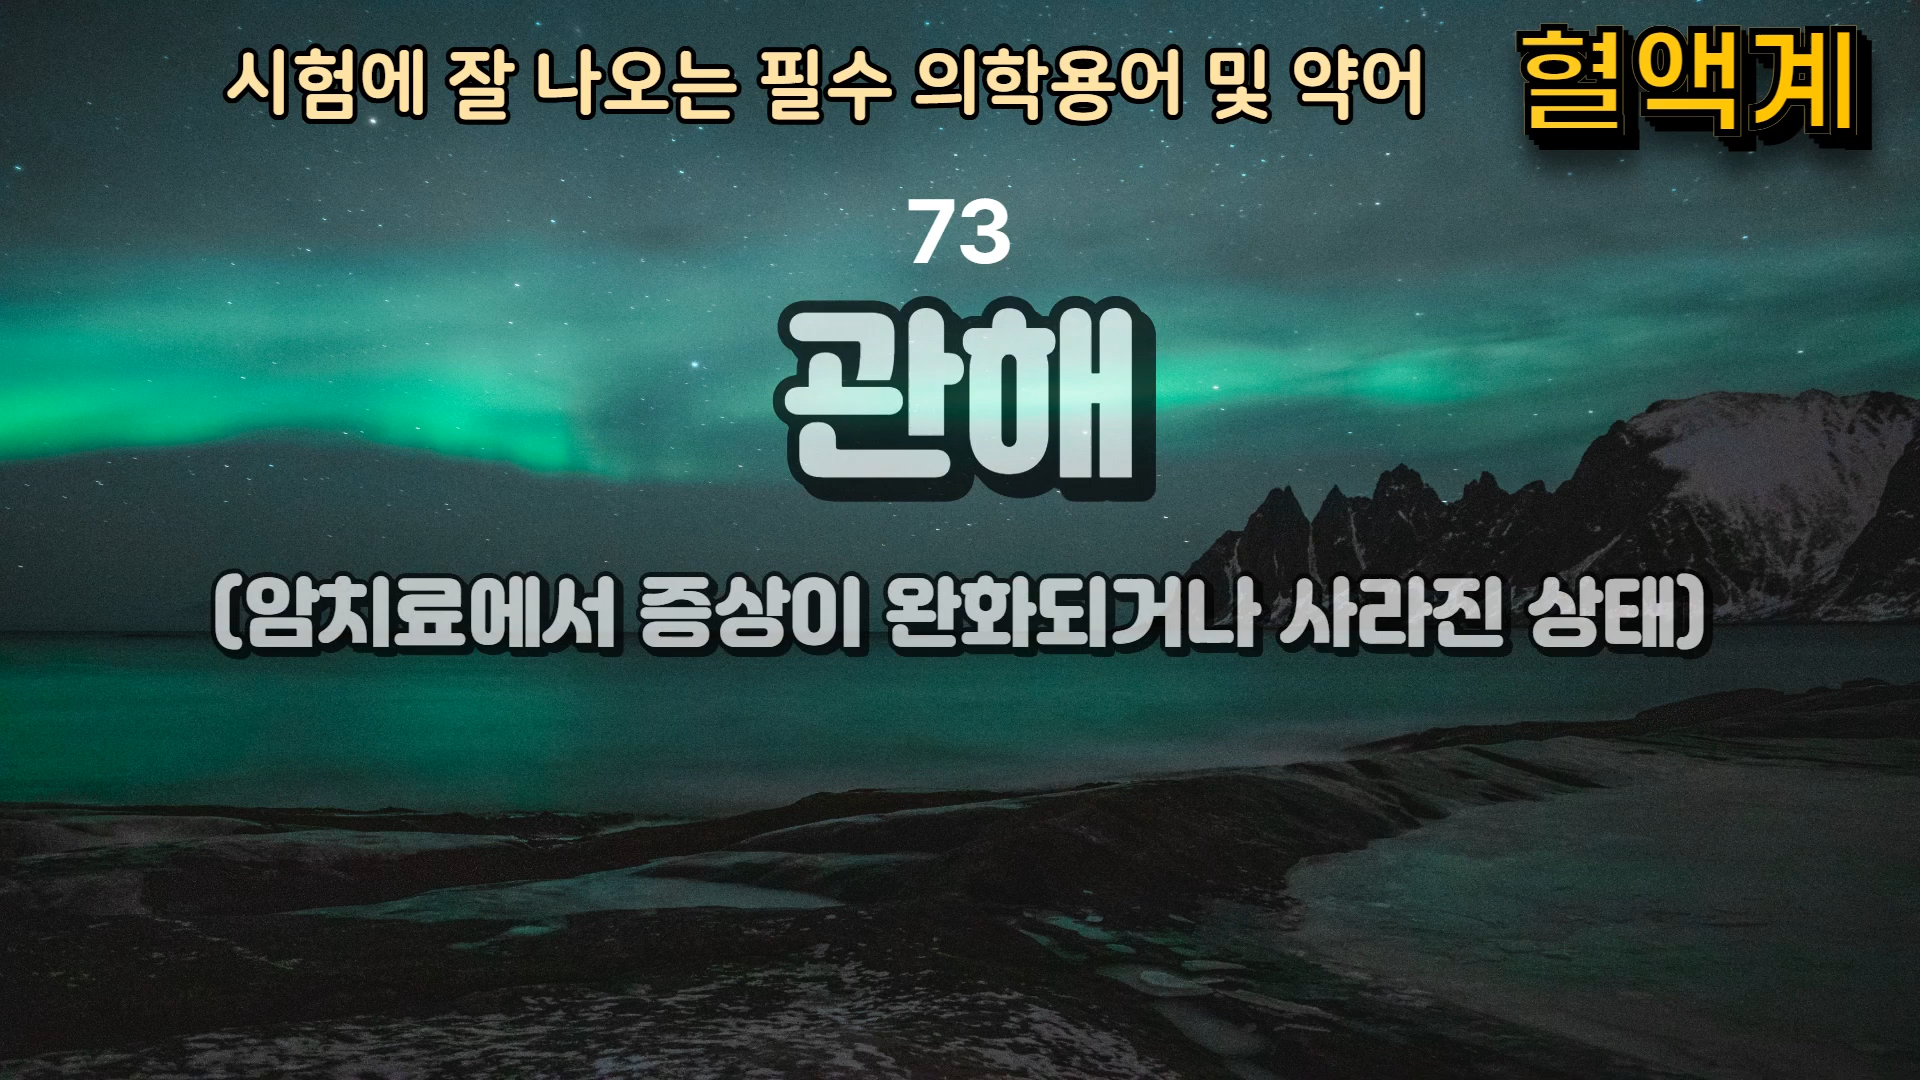 시험에 잘 나오는 필수 의학용어 및 약어
혈액계
73
관해
(암치료에서 증상이 완화되거나 사라진 상태)